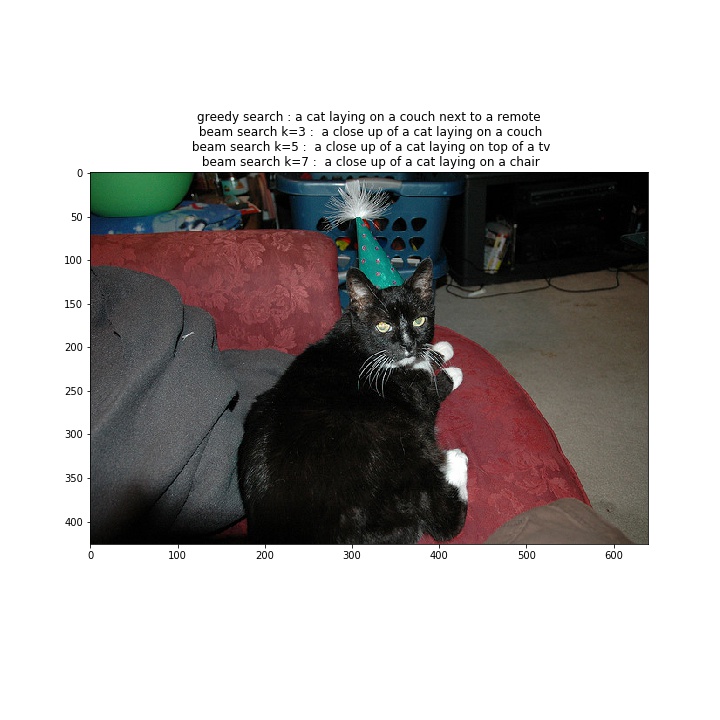 greedy search : a cat laying on a couch next to a remote
beam search k=3 :  a close up of a cat laying on a couch
beam search k=5 :  a close up of a cat laying on top of a tv
beam search k=7 :  a close up of a cat laying on a chair
0
50
100
150
200
250
300
350
400
0 100 200 300 400 500 600